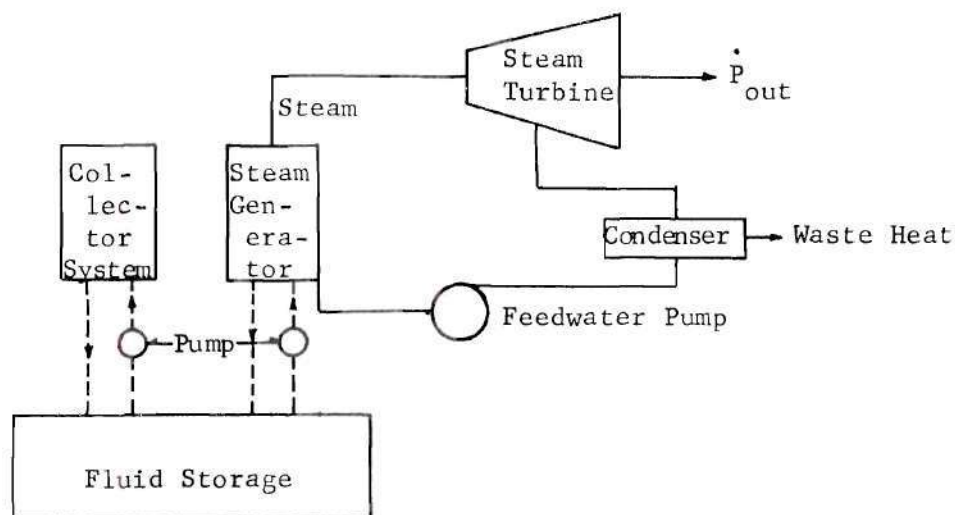 Steam
Turbine
Ṗout
Steam
Col-
lec-
tor
System
Steam
Gen-
era-
tor
Condenser
Waste Heat
Feedwater Pump
Pump
Fluid Storage